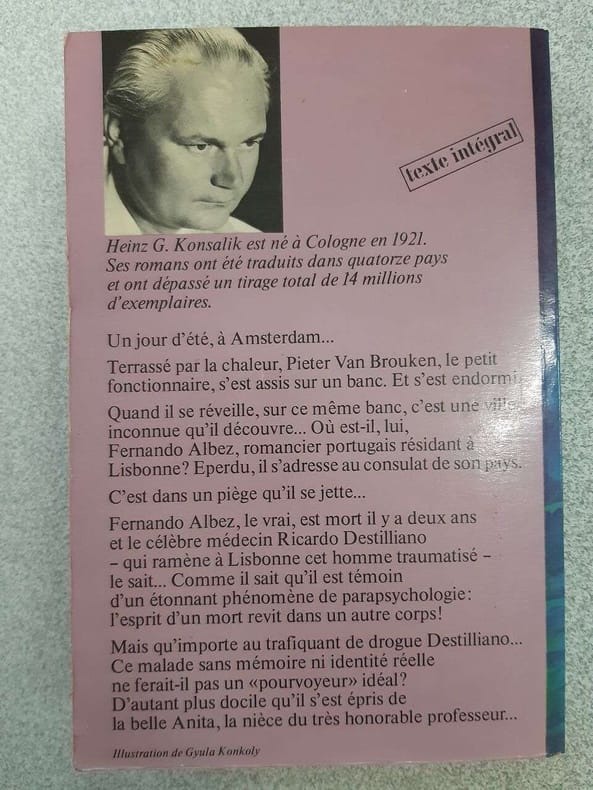 texte intégral
Heinz G. Konsalik est né à Cologne en 1921.
Ses romans ont été traduits dans quatorze pays
et ont dépassé un tirage total de 14 millions
d'exemplaires.
Un jour d'été, à Amsterdam...
Terrassé par la chaleur, Pieter Van Brouken, le petit
fonctionnaire, s'est assis sur un banc. Et s'est endormi.
Quand il se réveille, sur ce même banc, c'est une ville
inconnue qu'il découvre... Où est-il, lui,
Fernando Albez, romancier portugais résidant à
Lisbonne? Eperdu, il s'adresse au consulat de son pays.
C'est dans un piège qu'il se jette...
Fernando Albez, le vrai, est mort il y a deux ans
et le célèbre médecin Ricardo Destilliano
– qui ramène à Lisbonne cet homme traumatisé –
le sait... Comme il sait qu'il est témoin
d'un étonnant phénomène de parapsychologie:
l'esprit d'un mort revit dans un autre corps!
Mais qu'importe au trafiquant de drogue Destilliano...
Ce malade sans mémoire ni identité réelle
ne ferait-il pas un «pourvoyeur» idéal?
D'autant plus docile qu'il s'est épris de
la belle Anita, la nièce du très honorable professeur...
Illustration de Gyula Konkoly